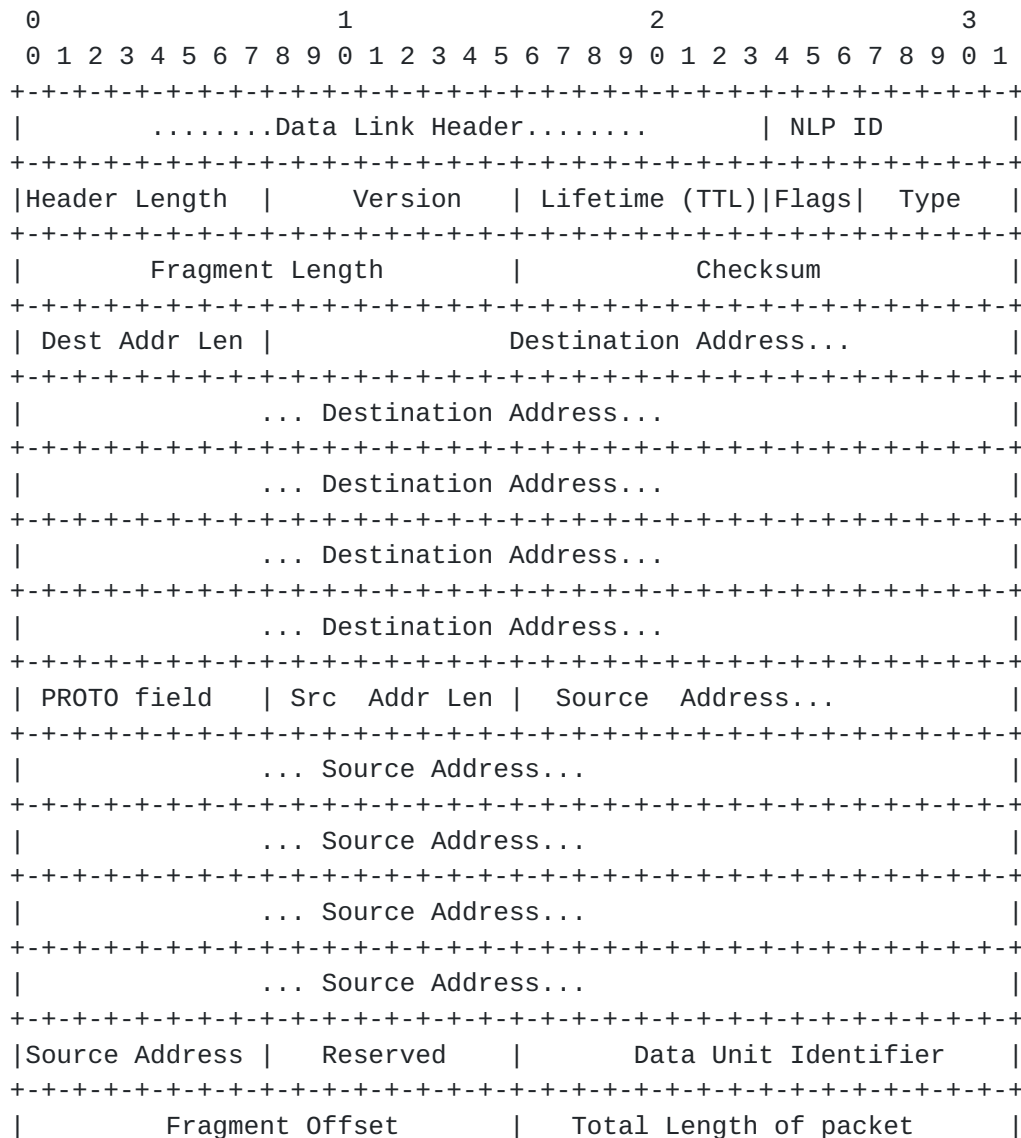 0                   1                   2                   3
 0 1 2 3 4 5 6 7 8 9 0 1 2 3 4 5 6 7 8 9 0 1 2 3 4 5 6 7 8 9 0 1
+-+-+-+-+-+-+-+-+-+-+-+-+-+-+-+-+-+-+-+-+-+-+-+-+-+-+-+-+-+-+-+-+
|        ........Data Link Header........       | NLP ID        |
+-+-+-+-+-+-+-+-+-+-+-+-+-+-+-+-+-+-+-+-+-+-+-+-+-+-+-+-+-+-+-+-+
|Header Length  |     Version   | Lifetime (TTL)|Flags|  Type   |
+-+-+-+-+-+-+-+-+-+-+-+-+-+-+-+-+-+-+-+-+-+-+-+-+-+-+-+-+-+-+-+-+
|        Fragment Length        |           Checksum            |
+-+-+-+-+-+-+-+-+-+-+-+-+-+-+-+-+-+-+-+-+-+-+-+-+-+-+-+-+-+-+-+-+
| Dest Addr Len |               Destination Address...          |
+-+-+-+-+-+-+-+-+-+-+-+-+-+-+-+-+-+-+-+-+-+-+-+-+-+-+-+-+-+-+-+-+
|               ... Destination Address...                      |
+-+-+-+-+-+-+-+-+-+-+-+-+-+-+-+-+-+-+-+-+-+-+-+-+-+-+-+-+-+-+-+-+
|               ... Destination Address...                      |
+-+-+-+-+-+-+-+-+-+-+-+-+-+-+-+-+-+-+-+-+-+-+-+-+-+-+-+-+-+-+-+-+
|               ... Destination Address...                      |
+-+-+-+-+-+-+-+-+-+-+-+-+-+-+-+-+-+-+-+-+-+-+-+-+-+-+-+-+-+-+-+-+
|               ... Destination Address...                      |
+-+-+-+-+-+-+-+-+-+-+-+-+-+-+-+-+-+-+-+-+-+-+-+-+-+-+-+-+-+-+-+-+
| PROTO field   | Src  Addr Len |  Source  Address...           |
+-+-+-+-+-+-+-+-+-+-+-+-+-+-+-+-+-+-+-+-+-+-+-+-+-+-+-+-+-+-+-+-+
|               ... Source Address...                           |
+-+-+-+-+-+-+-+-+-+-+-+-+-+-+-+-+-+-+-+-+-+-+-+-+-+-+-+-+-+-+-+-+
|               ... Source Address...                           |
+-+-+-+-+-+-+-+-+-+-+-+-+-+-+-+-+-+-+-+-+-+-+-+-+-+-+-+-+-+-+-+-+
|               ... Source Address...                           |
+-+-+-+-+-+-+-+-+-+-+-+-+-+-+-+-+-+-+-+-+-+-+-+-+-+-+-+-+-+-+-+-+
|               ... Source Address...                           |
+-+-+-+-+-+-+-+-+-+-+-+-+-+-+-+-+-+-+-+-+-+-+-+-+-+-+-+-+-+-+-+-+
|Source Address |   Reserved    |       Data Unit Identifier    |
+-+-+-+-+-+-+-+-+-+-+-+-+-+-+-+-+-+-+-+-+-+-+-+-+-+-+-+-+-+-+-+-+
|         Fragment Offset       |   Total Length of packet      |